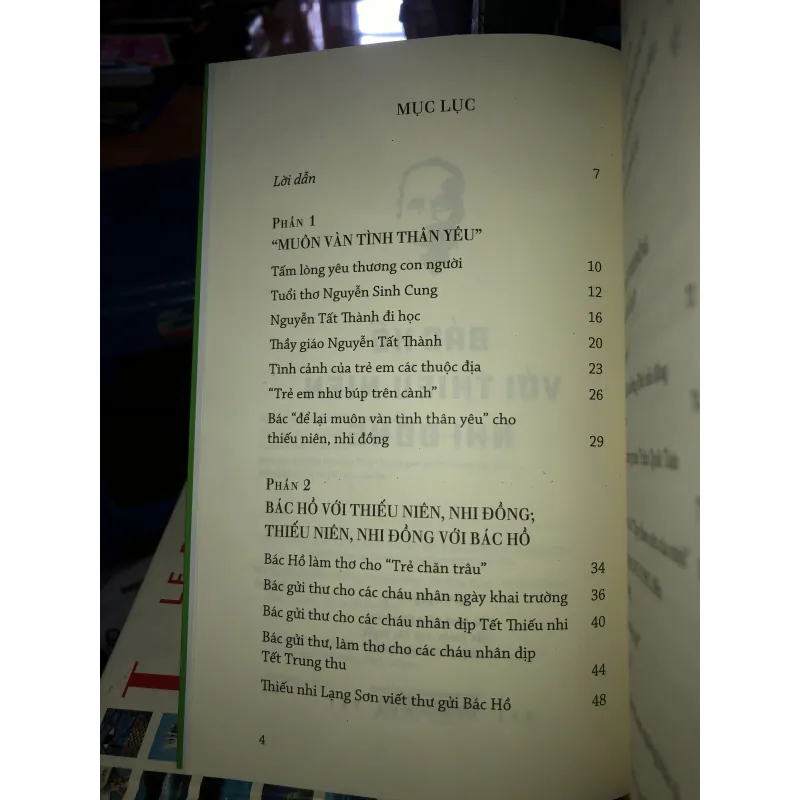 MỤC LỤC
Lời dẫn 7
PHẦN 1
“MUÔN VÀN TÌNH THÂN YÊU”
Tấm lòng yêu thương con người 10
Tuổi thơ Nguyễn Sinh Cung 12
Nguyễn Tất Thành đi học 16
Thầy giáo Nguyễn Tất Thành 20
Tình cảnh của trẻ em các thuộc địa 23
“Trẻ em như búp trên cành” 26
Bác “để lại muôn vàn tình thân yêu” cho
thiếu niên, nhi đồng 29
PHẦN 2
BÁC HỒ VỚI THIẾU NIÊN, NHI ĐỒNG;
THIẾU NIÊN, NHI ĐỒNG VỚI BÁC HỒ
Bác Hồ làm thơ cho “Trẻ chăn trâu” 34
Bác gửi thư cho các cháu nhân ngày khai trường 36
Bác gửi thư cho các cháu nhân dịp Tết Thiếu nhi 40
Bác gửi thư, làm thơ cho các cháu nhân dịp
Tết Trung thu 44
Thiếu nhi Lạng Sơn viết thư gửi Bác Hồ 48
4